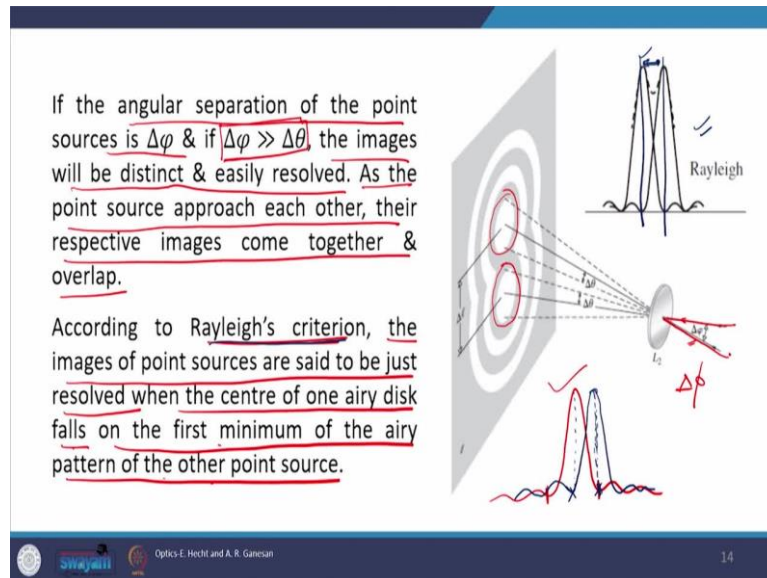 If the angular separation of the point
sources is Δφ & if Δφ ≫ Δθ, the images
will be distinct & easily resolved. As the
point source approach each other, their
respective images come together &
overlap.
According to Rayleigh's criterion, the
images of point sources are said to be just
resolved when the centre of one airy disk
falls on the first minimum of the airy
pattern of the other point source.
Rayleigh
Δθ
Δθ
Δφ
L₂
Δϕ
swayam
Optics-E. Hecht and A. R. Ganesan
14